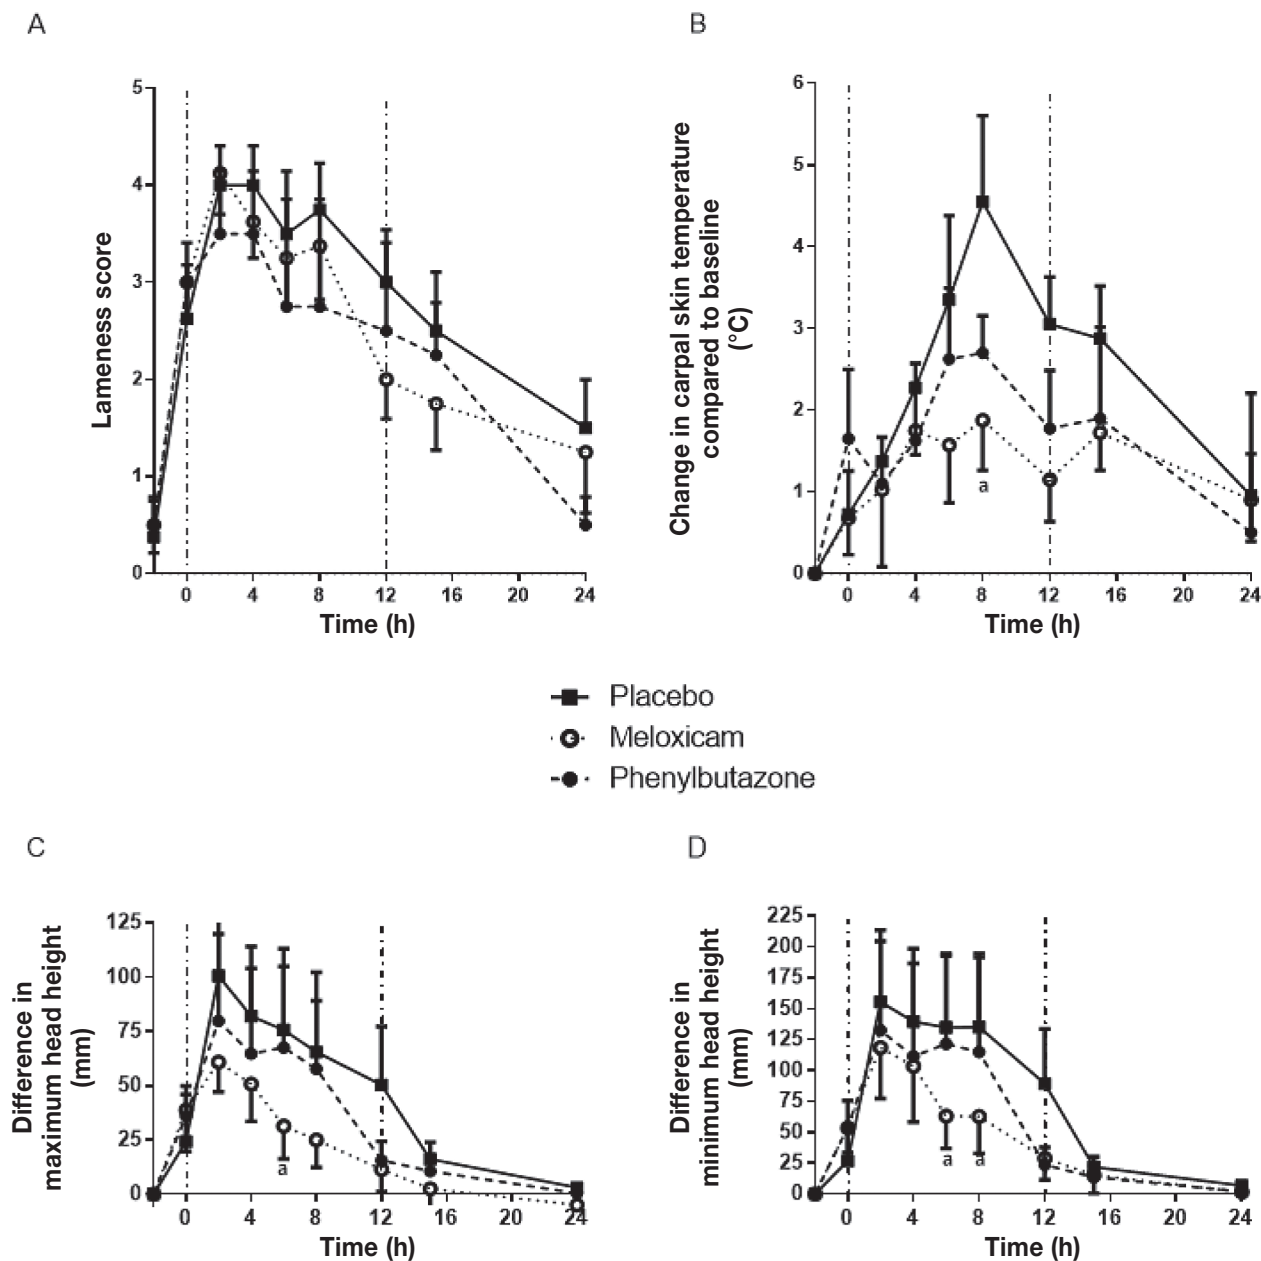 A
B
5
4
3
2
1
0
Lameness score
0 4 8 12 16 20 24
Time (h)
6
5
4
3
2
1
0
Change in carpal skin temperature
compared to baseline
(°C)
a
0 4 8 12 16 20 24
Time (h)
Placebo
Meloxicam
Phenylbutazone
C
D
125
100
75
50
25
0
Difference in
maximum head height
(mm)
a
0 4 8 12 16 20 24
Time (h)
225
200
175
150
125
100
75
50
25
0
Difference in
minimum head height
(mm)
a a
0 4 8 12 16 20 24
Time (h)